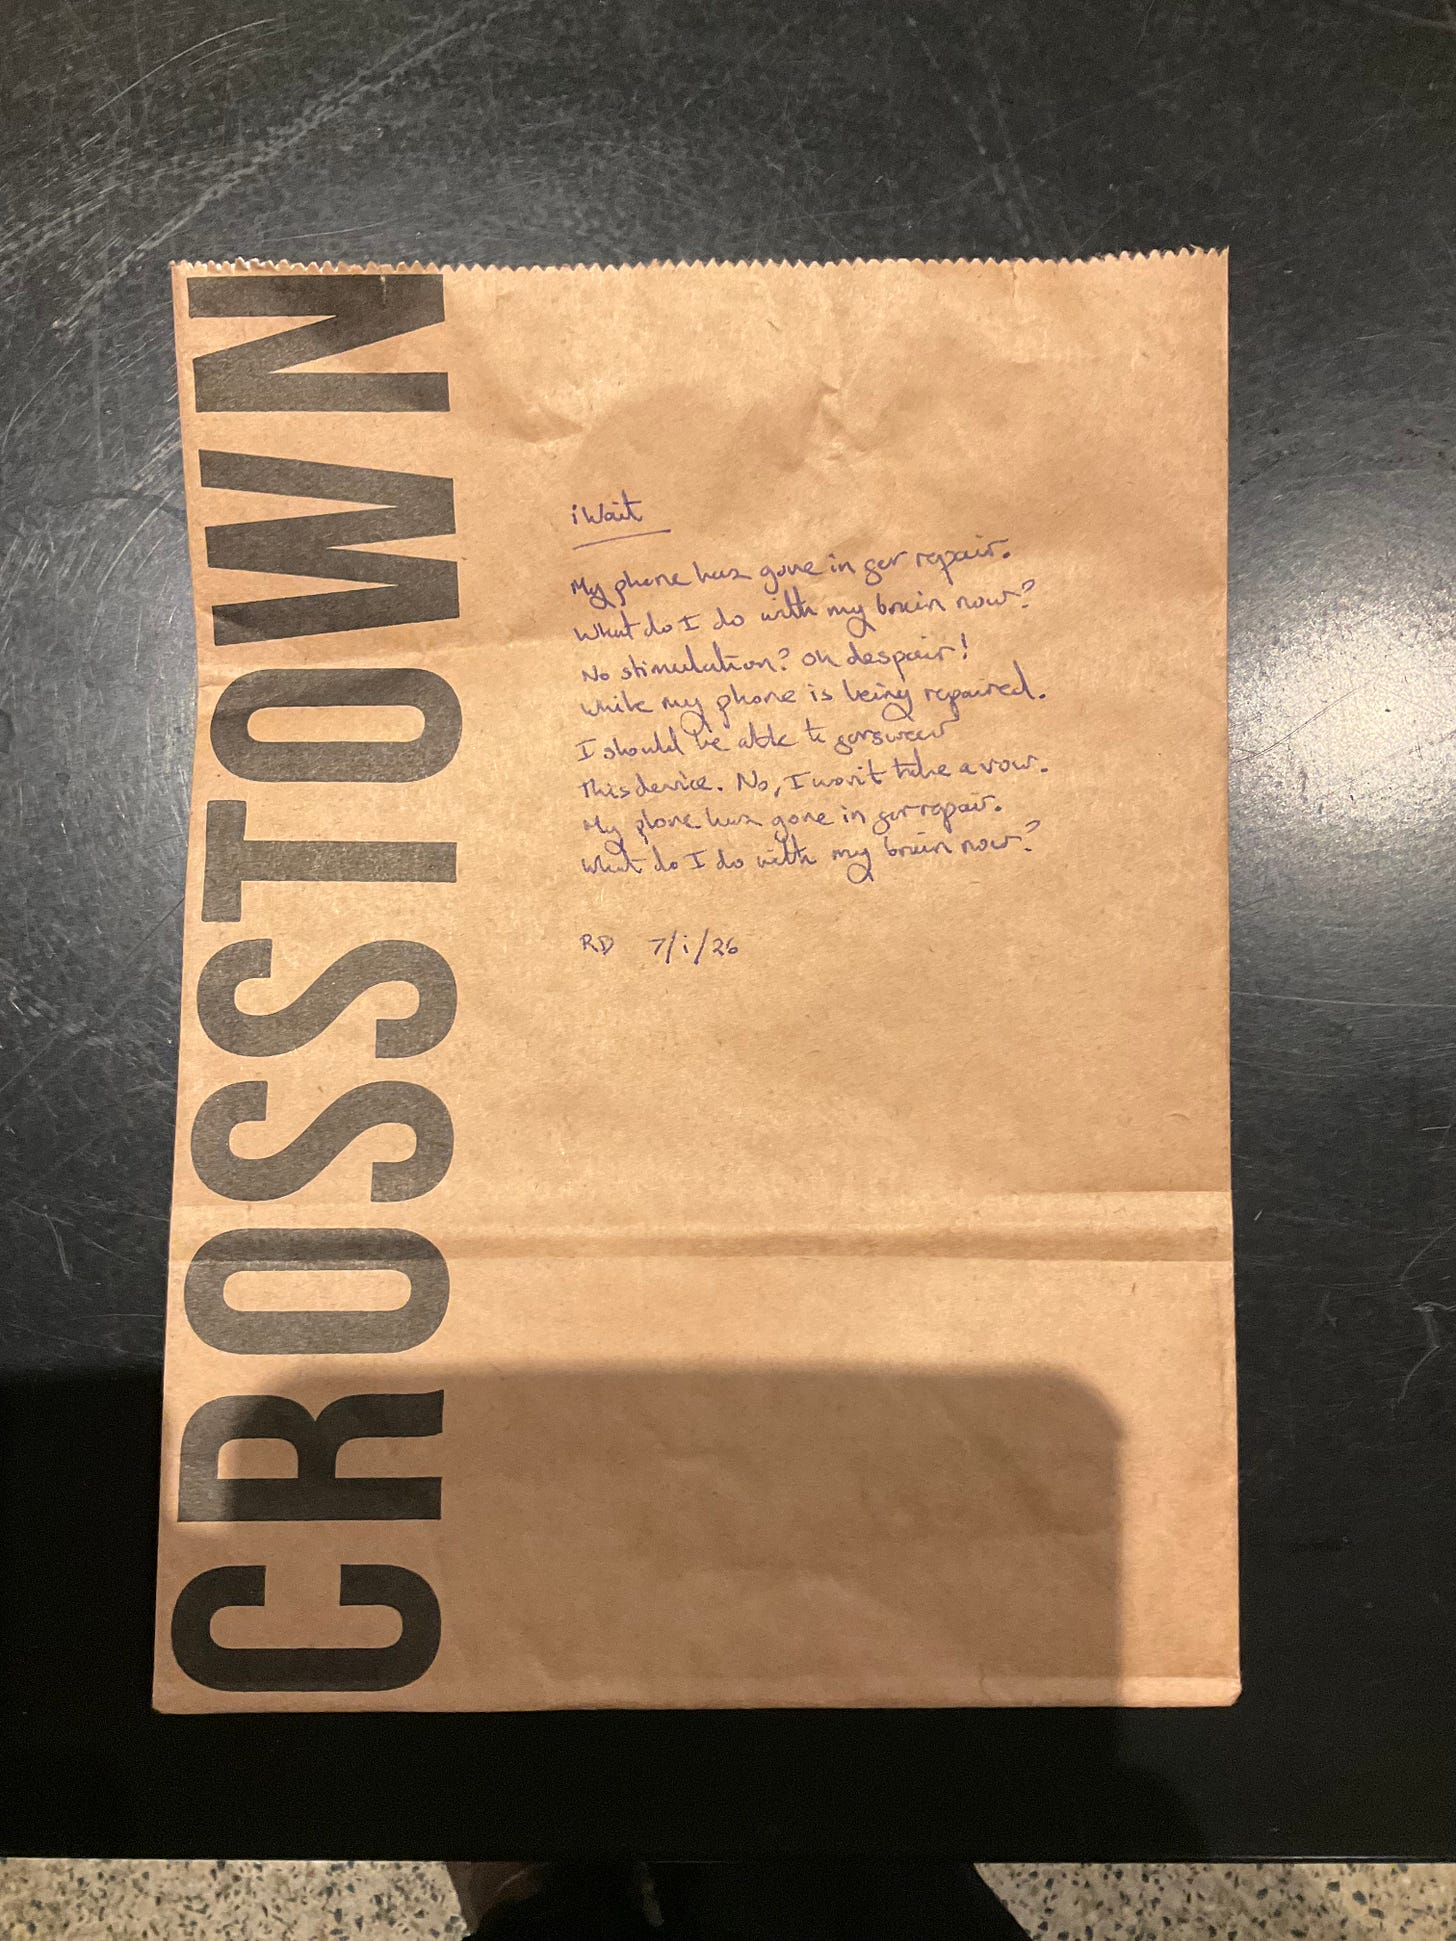 CROSSTOWN
iWait
My phone has gone in for repair.
What do I do with my brain now?
No stimulation? Oh despair!
While my phone is being repaired.
I should be able to forswear
This device. No, I won't take a vow.
My phone has gone in for repair.
What do I do with my brain now?
RD 7/i/26